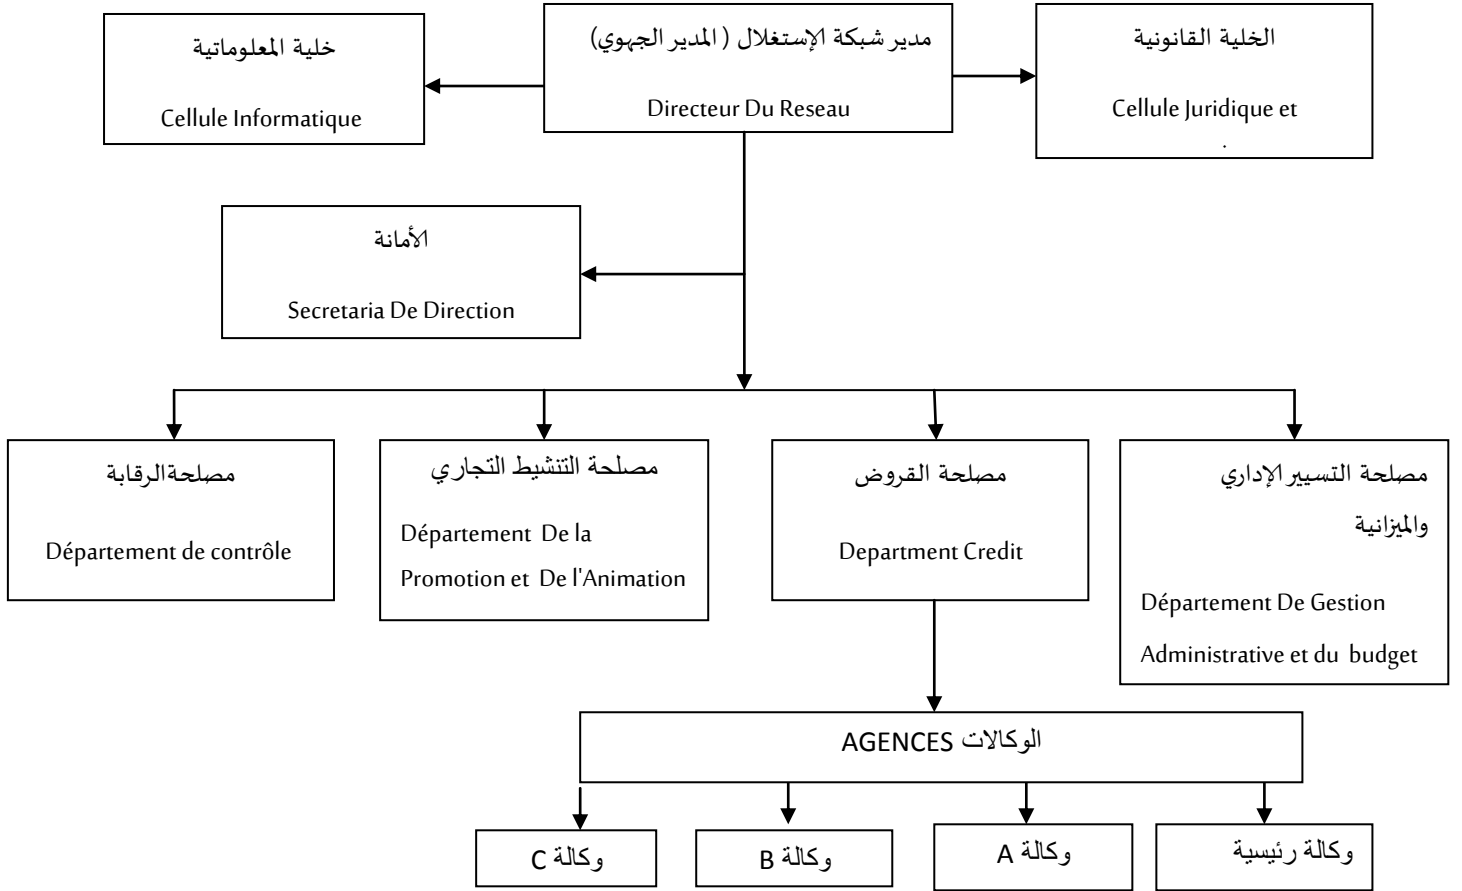 الخلية القانونية
Cellule Juridique et
مدير شبكة الإستغلال ( المدير الجهوي)
Directeur Du Reseau
خلية المعلوماتية
Cellule Informatique
الأمانة
Secretaria De Direction
مصلحة التسيير الإداري
والميزانية
Département De Gestion
Administrative et du budget
مصلحة القروض
Department Credit
مصلحة التنشيط التجاري
Département De la
Promotion et De l'Animation
مصلحة الرقابة
Département de contrôle
الوكالات AGENCES
وكالة رئيسية
وكالة A
وكالة B
وكالة C